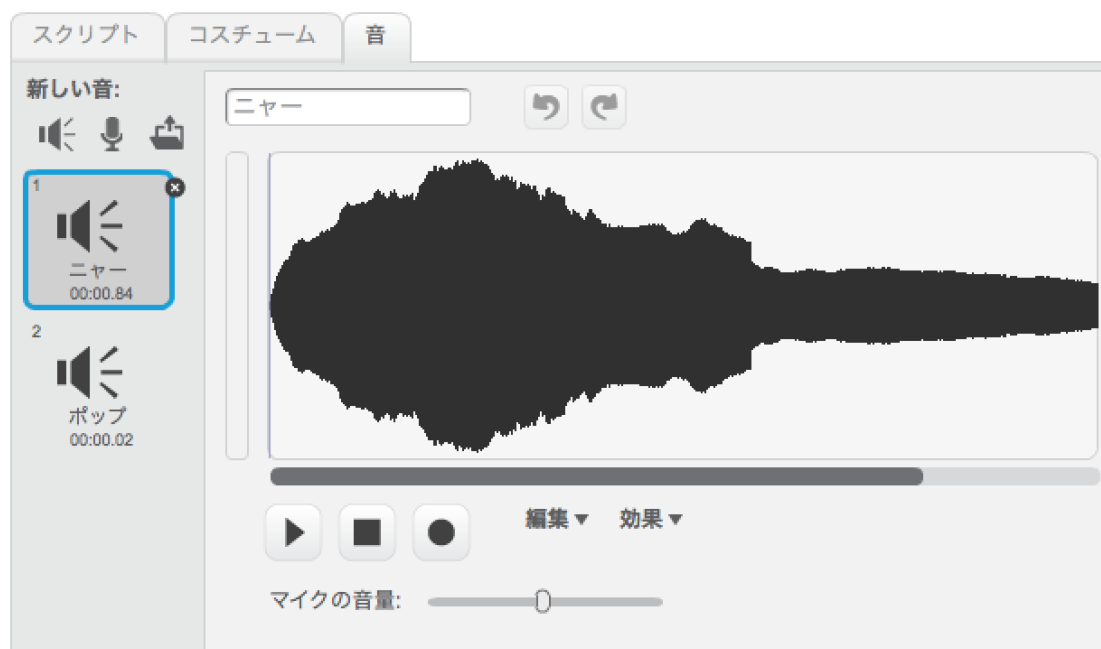 スクリプト コスチューム 音
新しい音:
ニャー
1
ニャー
00:00.84
2
ポップ
00:00.02
編集 効果
マイクの音量: